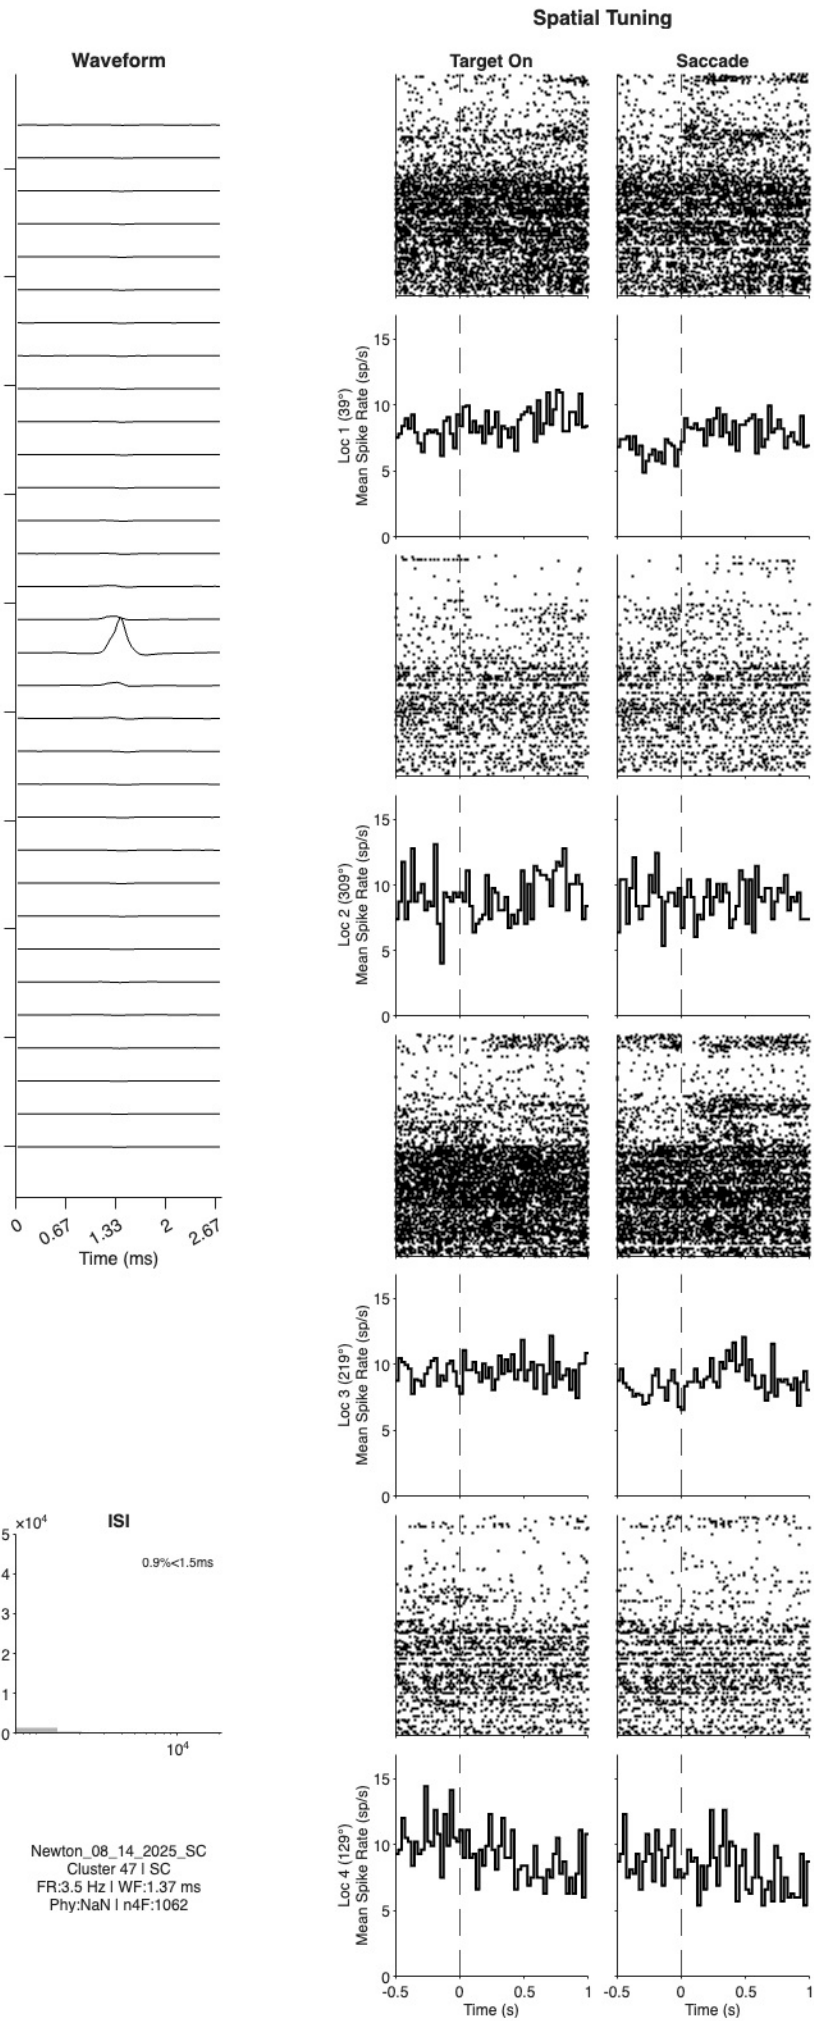 Spatial Tuning
Waveform
Target On
Saccade
15
10
5
0
Loc 1 (39°)
Mean Spike Rate (sp/s)
15
10
5
0
Loc 2 (309°)
Mean Spike Rate (sp/s)
0
0.67
1.33
2
2.67
Time (ms)
15
10
5
0
Loc 3 (219°)
Mean Spike Rate (sp/s)
ISI
×10⁴
5
4
3
2
1
0
0.9%<1.5ms
10⁴
Newton_08_14_2025_SC
Cluster 47 | SC
FR:3.5 Hz | WF:1.37 ms
Phy:NaN | n4F:1062
15
10
5
0
Loc 4 (129°)
Mean Spike Rate (sp/s)
-0.5
0
0.5
1
Time (s)
-0.5
0
0.5
1
Time (s)